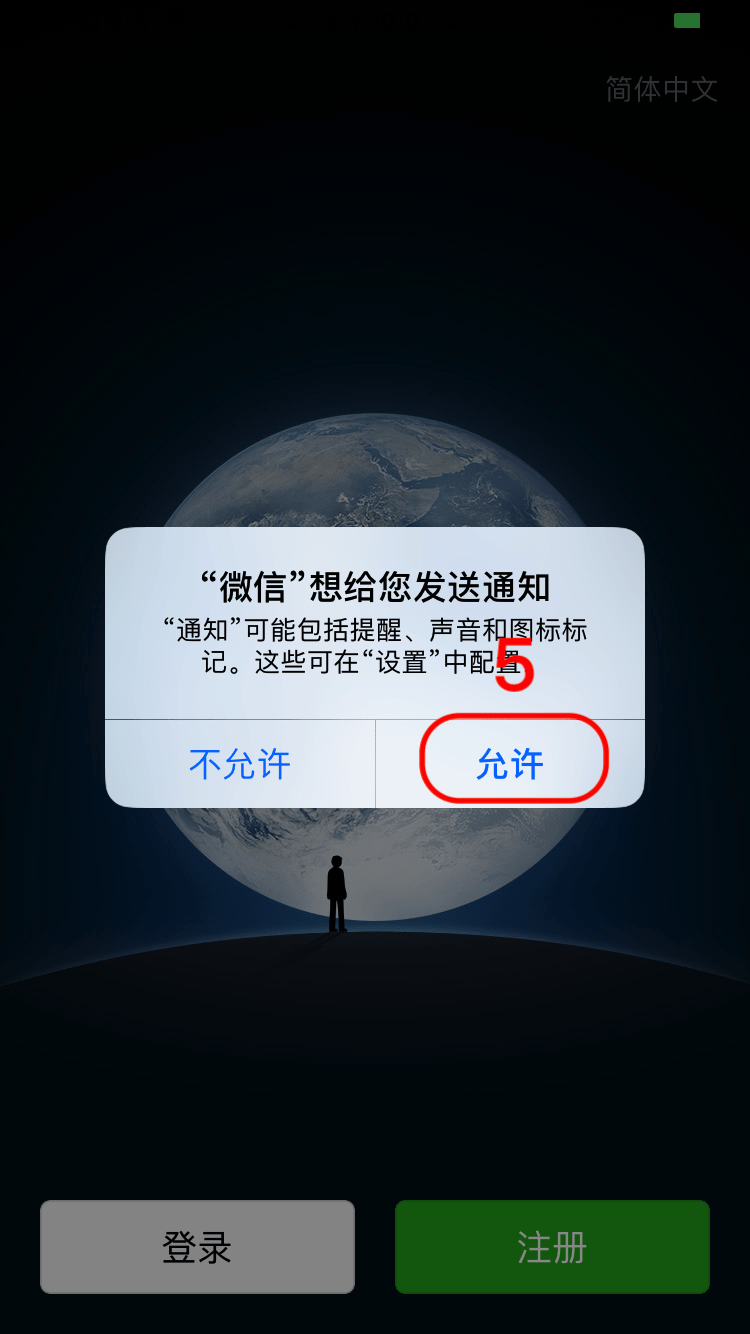 简体中文
“微信”想给您发送通知
“通知”可能包括提醒、声音和图标标
记。这些可在“设置”中配置
5
不允许
允许
登录
注册